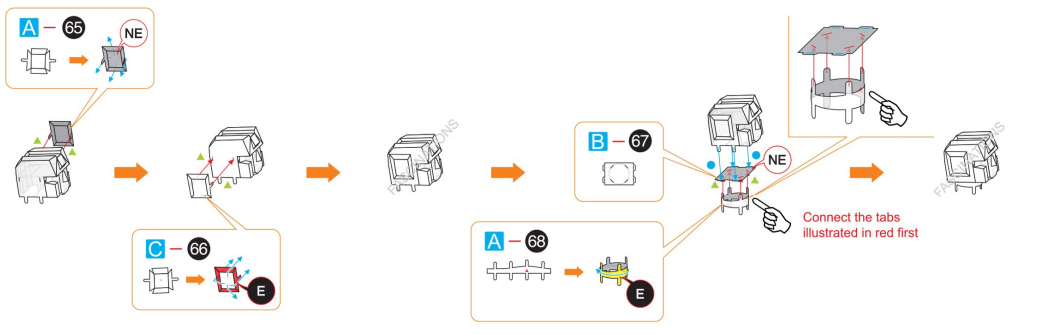 A – 65
NE
C – 66
E
B – 67
NE
A – 68
E
Connect the tabs
illustrated in red first